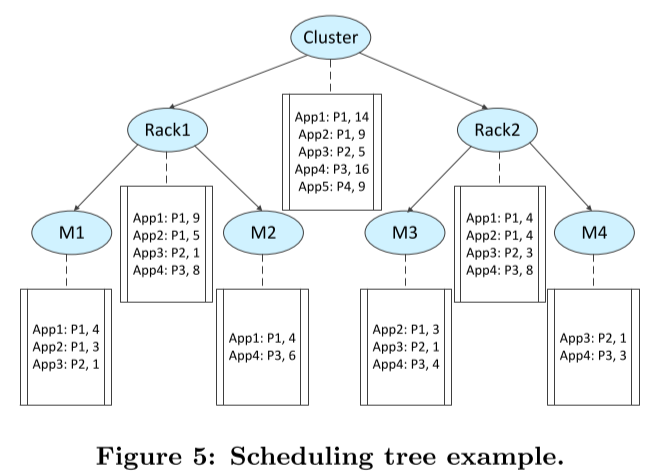 Cluster
App1: P1, 14
App2: P1, 9
App3: P2, 5
App4: P3, 16
App5: P4, 9
Rack1
Rack2
App1: P1, 9
App2: P1, 5
App3: P2, 1
App4: P3, 8
App1: P1, 4
App2: P1, 4
App3: P2, 3
App4: P3, 8
M1
M2
M3
M4
App1: P1, 4
App2: P1, 3
App3: P2, 1
App1: P1, 4
App4: P3, 6
App2: P1, 3
App3: P2, 1
App4: P3, 4
App3: P2, 1
App4: P3, 3
Figure 5: Scheduling tree example.